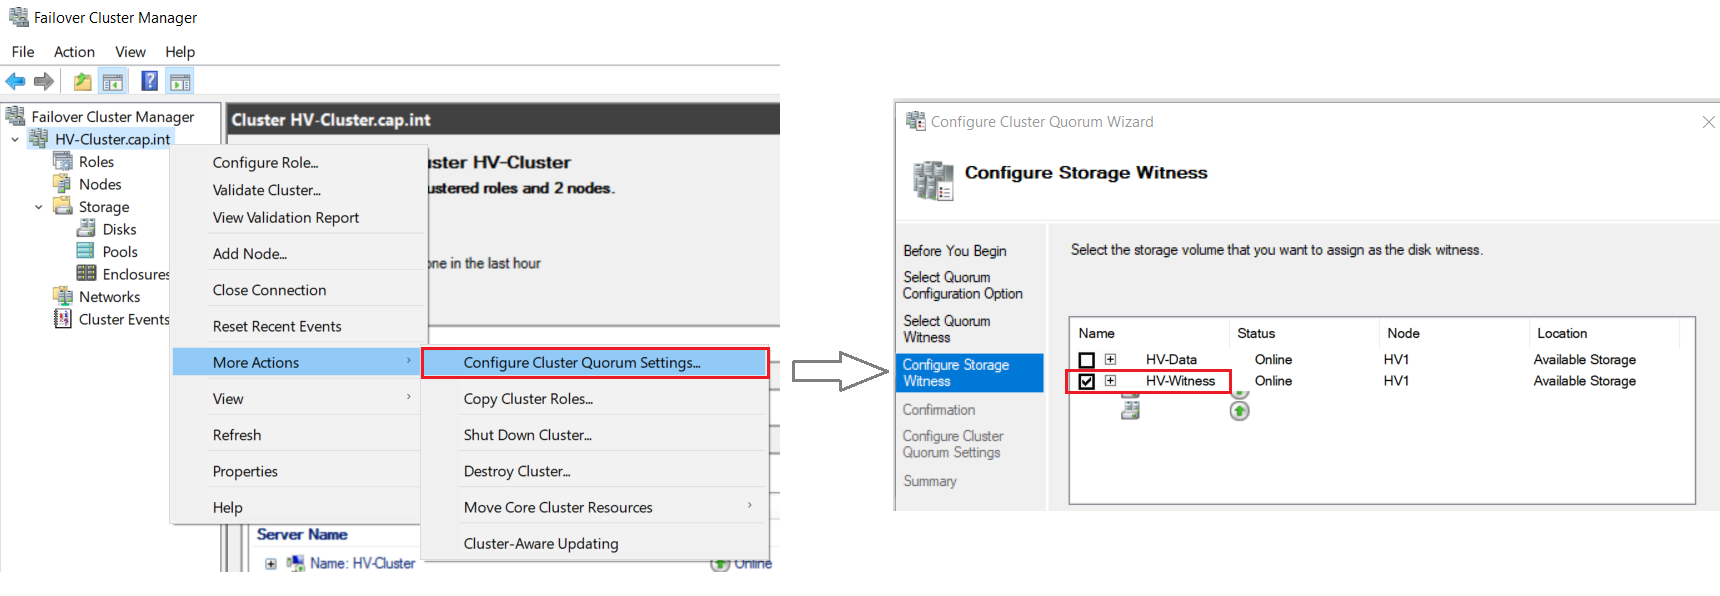 Failover Cluster Manager
File Action View Help
Failover Cluster Manager
HV-Cluster.cap.int
Roles
Nodes
Storage
Disks
Pools
Enclosures
Networks
Cluster Events
Cluster HV-Cluster.cap.int
ster HV-Cluster
ustered roles and 2 nodes.
one in the last hour
Configure Role...
Validate Cluster...
View Validation Report
Add Node...
Close Connection
Reset Recent Events
More Actions
View
Refresh
Properties
Help
Configure Cluster Quorum Settings...
Copy Cluster Roles...
Shut Down Cluster...
Destroy Cluster...
Move Core Cluster Resources
Cluster-Aware Updating
Server Name
Name: HV-Cluster Online
Configure Cluster Quorum Wizard
Configure Storage Witness
Before You Begin
Select Quorum
Configuration Option
Select Quorum
Witness
Configure Storage
Witness
Confirmation
Configure Cluster
Quorum Settings
Summary
Select the storage volume that you want to assign as the disk witness.
Name Status Node Location
HV-Data Online HV1 Available Storage
HV-Witness Online HV1 Available Storage